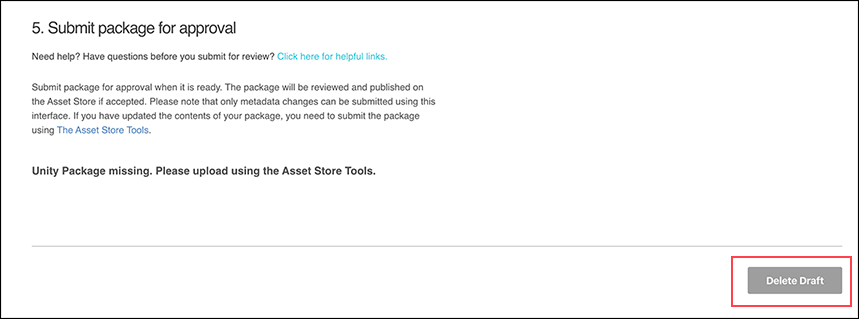 5. Submit package for approval
Need help? Have questions before you submit for review? Click here for helpful links.
Submit package for approval when it is ready. The package will be reviewed and published on
the Asset Store if accepted. Please note that only metadata changes can be submitted using this
interface. If you have updated the contents of your package, you need to submit the package
using The Asset Store Tools.
Unity Package missing. Please upload using the Asset Store Tools.
Delete Draft